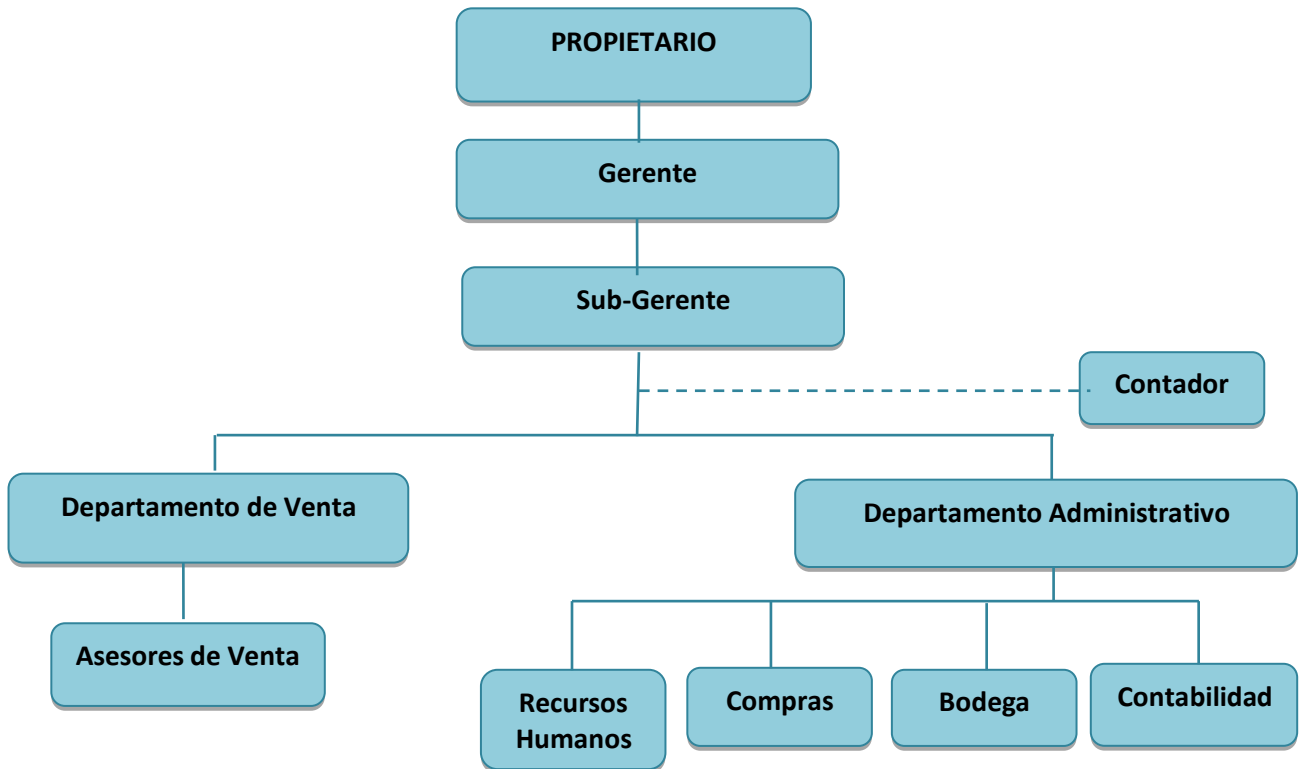 PROPIETARIO
Gerente
Sub-Gerente
Contador
Departamento de Venta
Departamento Administrativo
Asesores de Venta
Recursos
Humanos
Compras
Bodega
Contabilidad